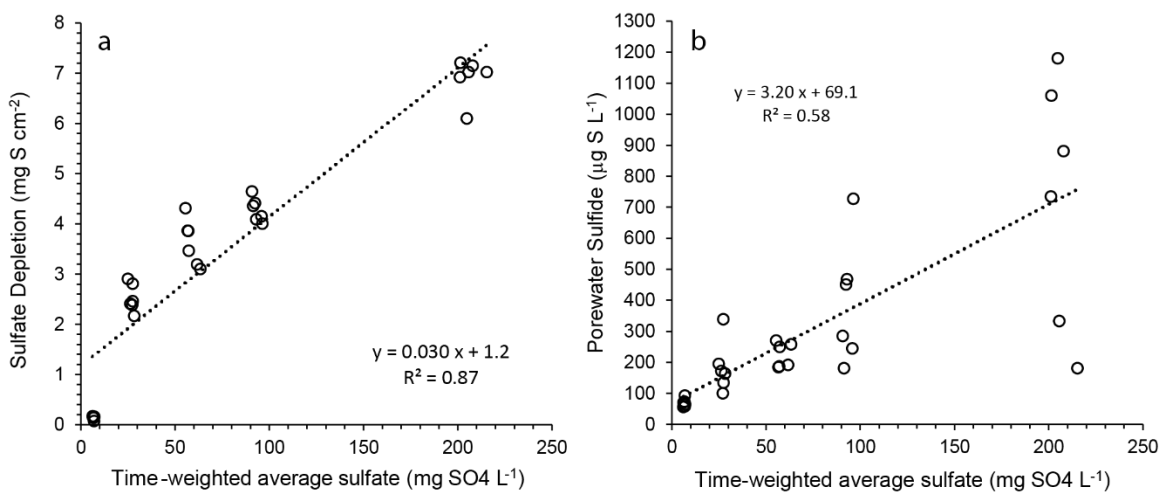 a
Sulfate Depletion (mg S cm⁻²)
8
7
6
5
4
3
2
1
0
y = 0.030 x + 1.2
R² = 0.87
0 50 100 150 200 250
Time-weighted average sulfate (mg SO4 L⁻¹)
b
Porewater Sulfide (µg S L⁻¹)
1300
1200
1100
1000
900
800
700
600
500
400
300
200
100
0
y = 3.20 x + 69.1
R² = 0.58
0 50 100 150 200 250
Time-weighted average sulfate (mg SO4 L⁻¹)